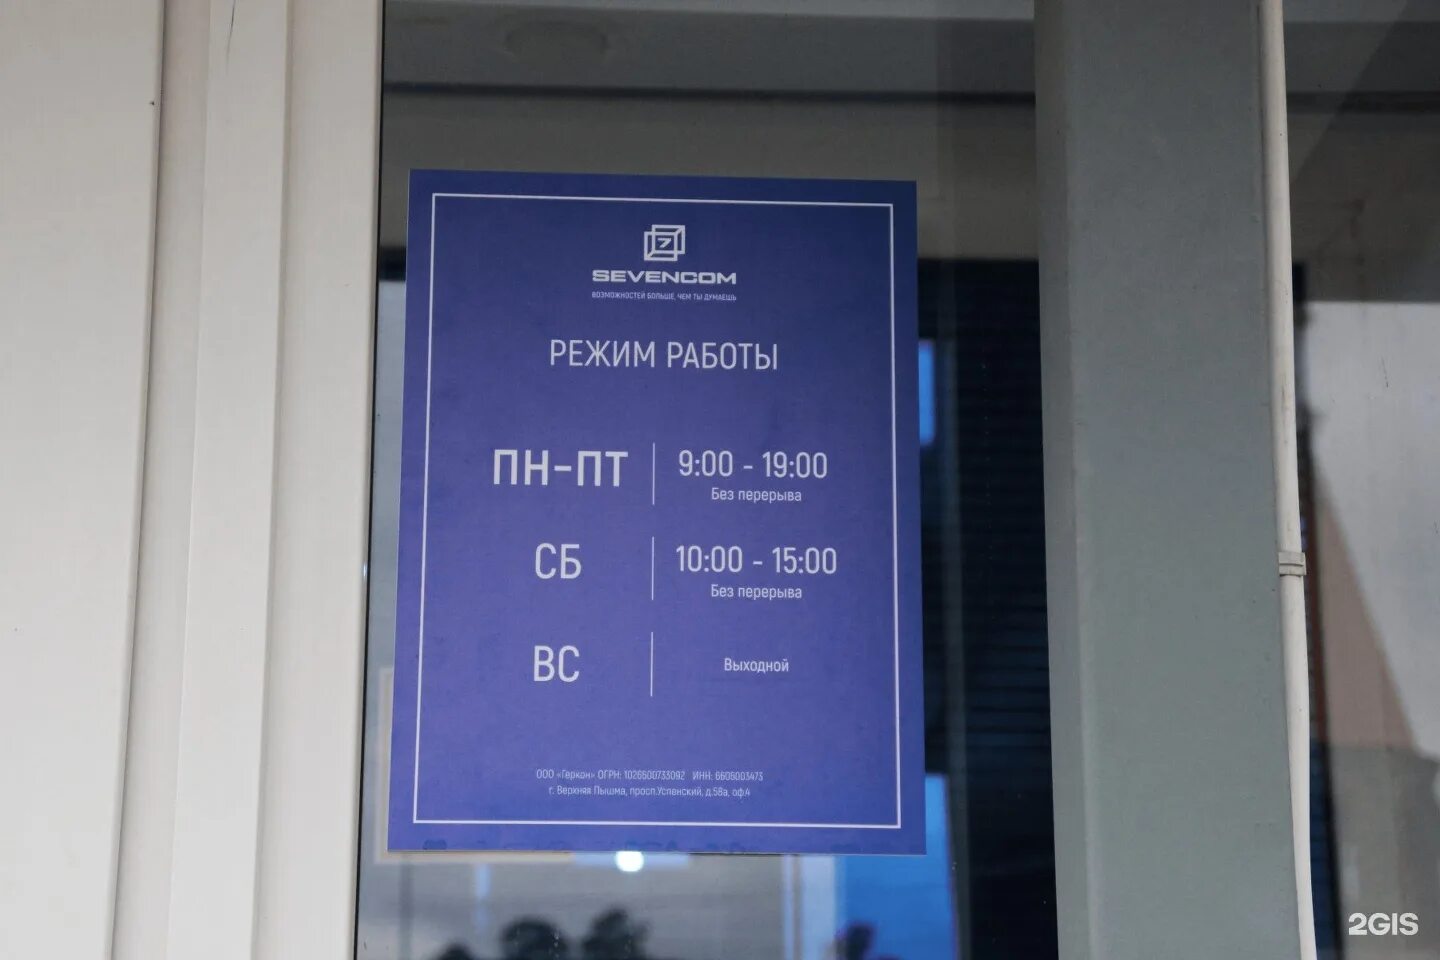 7
SEVENCOM
ВОЗМОЖНОСТЕЙ БОЛЬШЕ, ЧЕМ ТЫ ДУМАЕШЬ
РЕЖИМ РАБОТЫ
ПН-ПТ
9:00 - 19:00
Без перерыва
СБ
10:00 - 15:00
Без перерыва
ВС
Выходной
ООО «Геркон» ОГРН: 1026600733092 ИНН: 6606003473
г. Верхняя Пышма, просп.Успенский, д.58а, оф.4
2GIS